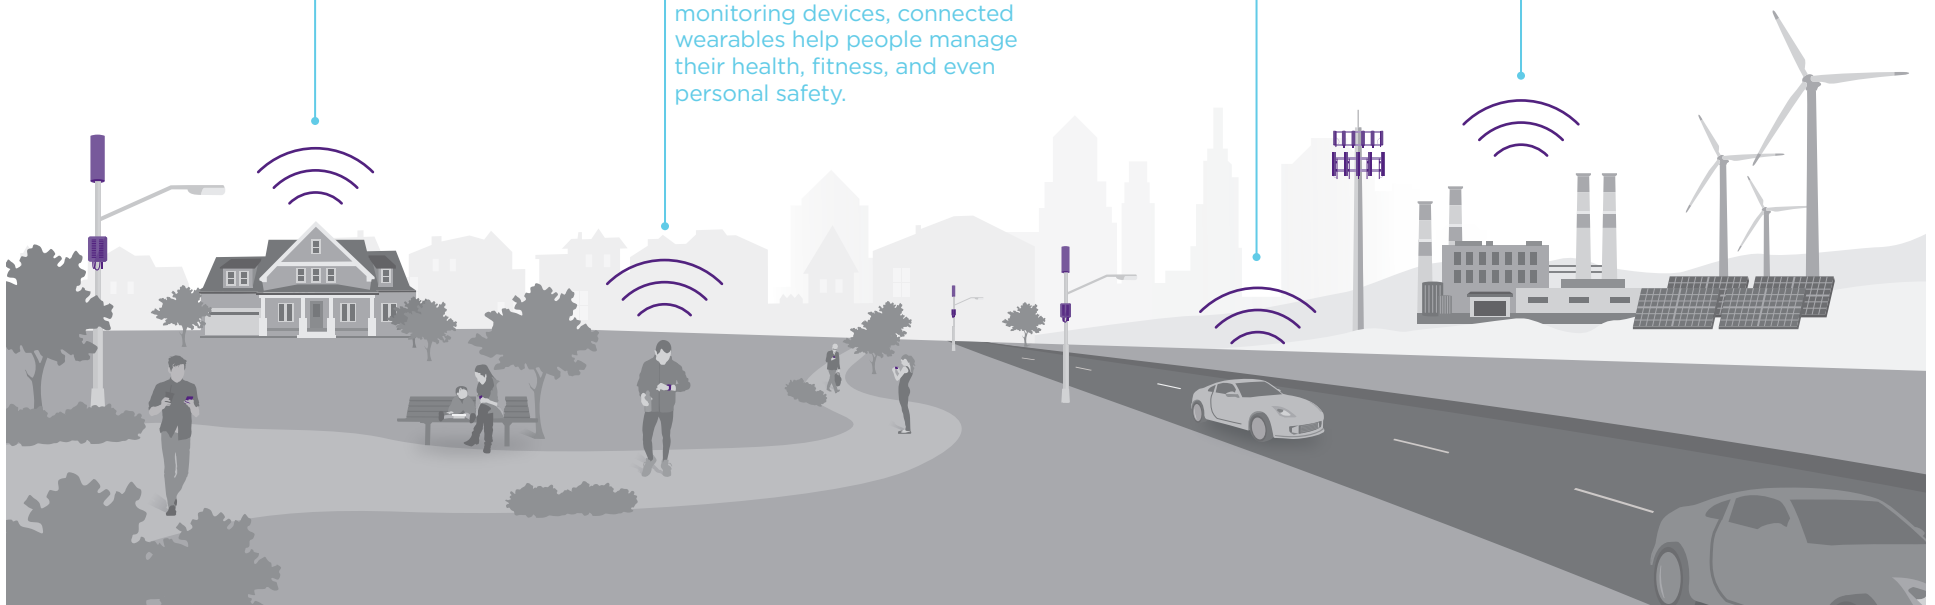 monitoring devices, connected
wearables help people manage
their health, fitness, and even
personal safety.